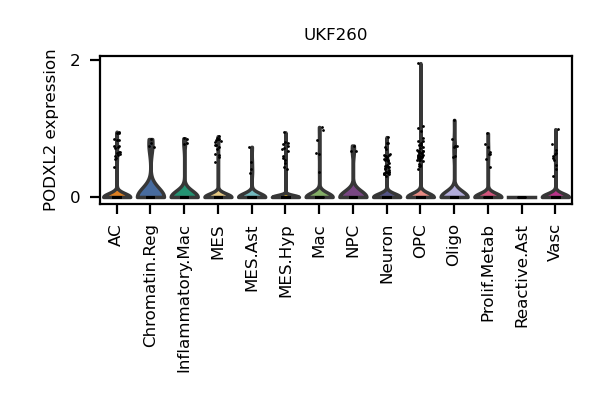 UKF260
PODXL2 expression
2
0
AC
Chromatin.Reg
Inflammatory.Mac
MES
MES.Ast
MES.Hyp
Mac
NPC
Neuron
OPC
Oligo
Prolif.Metab
Reactive.Ast
Vasc